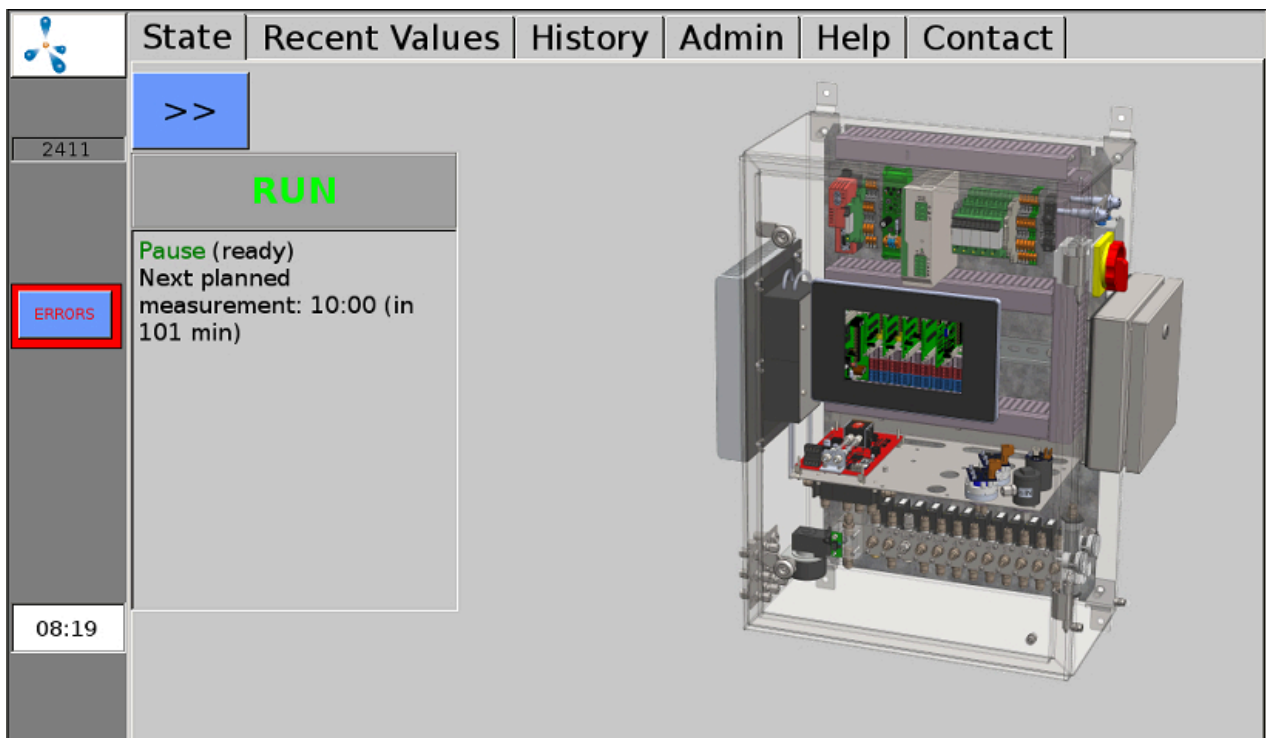 State Recent Values History Admin Help Contact
>>
2411
RUN
Pause (ready)
Next planned
measurement: 10:00 (in
101 min)
ERRORS
08:19